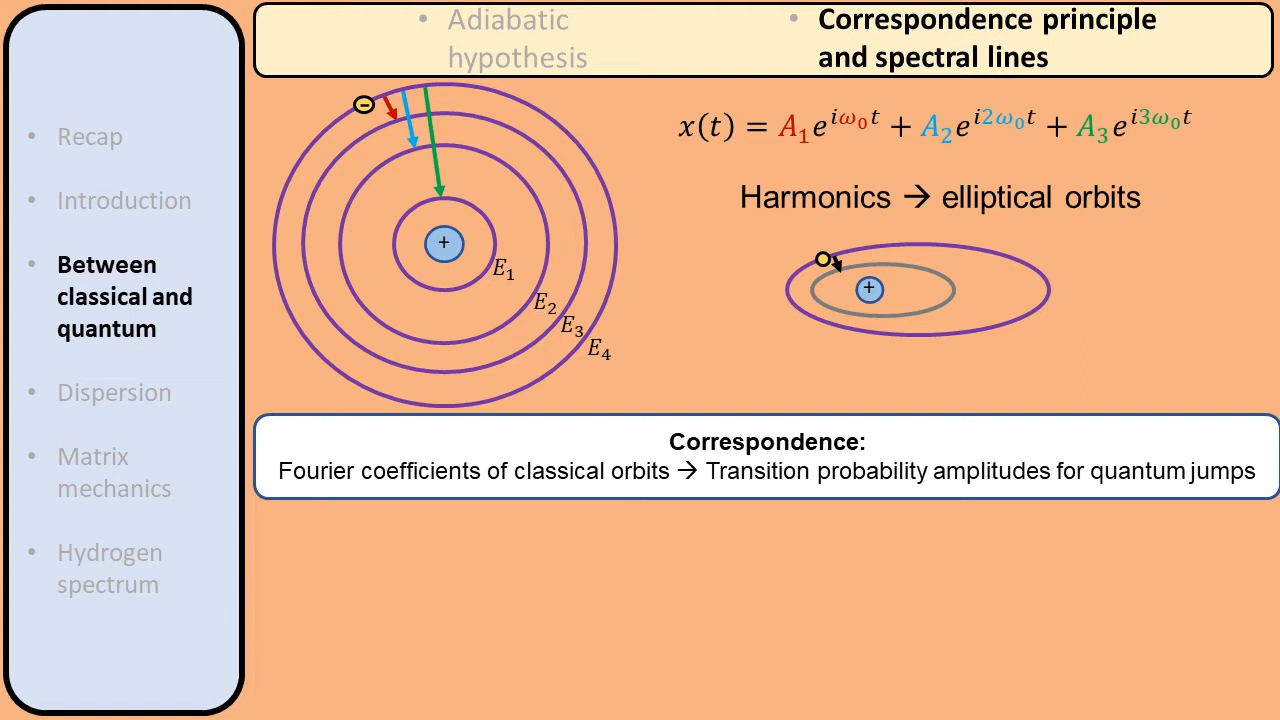 • Adiabatic
hypothesis
• Correspondence principle
and spectral lines
• Recap
• Introduction
• Between
classical and
quantum
• Dispersion
• Matrix
mechanics
• Hydrogen
spectrum
−
+
E₁
E₂
E₃
E₄
x(t) = A₁e^{iω₀t} + A₂e^{i2ω₀t} + A₃e^{i3ω₀t}
Harmonics → elliptical orbits
+
Correspondence:
Fourier coefficients of classical orbits → Transition probability amplitudes for quantum jumps